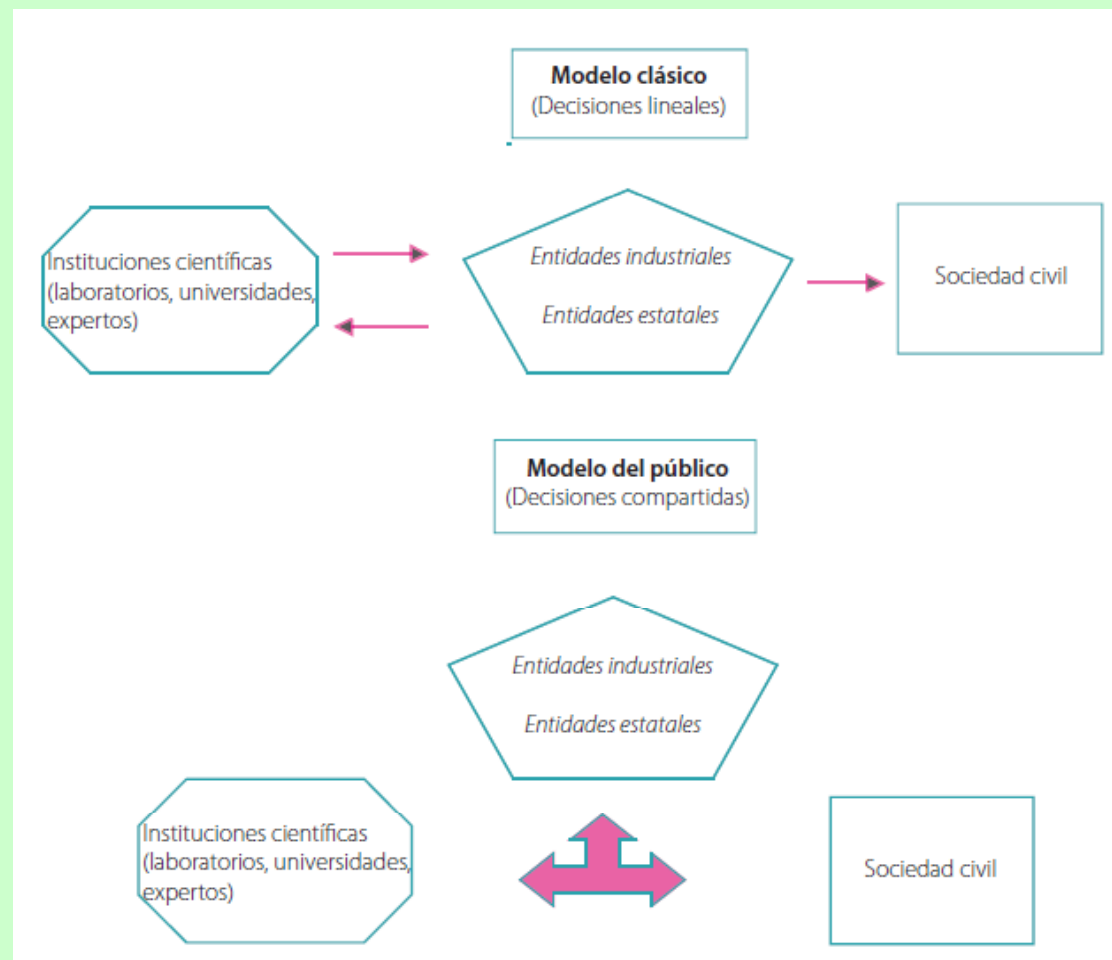 Modelo clásico
(Decisiones lineales)
Instituciones científicas
(laboratorios, universidades,
expertos)
Entidades industriales
Entidades estatales
Sociedad civil
Modelo del público
(Decisiones compartidas)
Entidades industriales
Entidades estatales
Instituciones científicas
(laboratorios, universidades,
expertos)
Sociedad civil